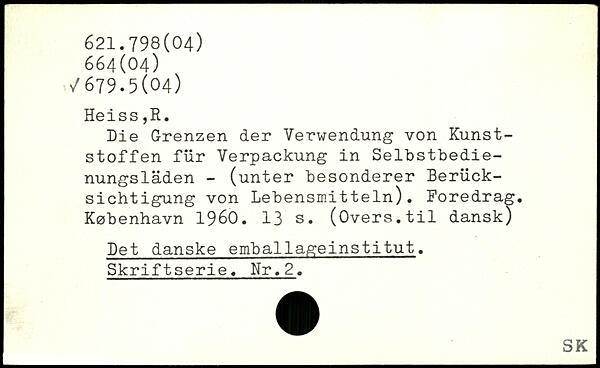 621.798(04)
664(04)
✓679.5(04)
Heiss,R.
Die Grenzen der Verwendung von Kunst-
stoffen für Verpackung in Selbstbedie-
nungsläden - (unter besonderer Berück-
sichtigung von Lebensmitteln). Foredrag.
København 1960. 13 s. (Overs.til dansk)
Det danske emballageinstitut.
Skriftserie. Nr.2.
SK